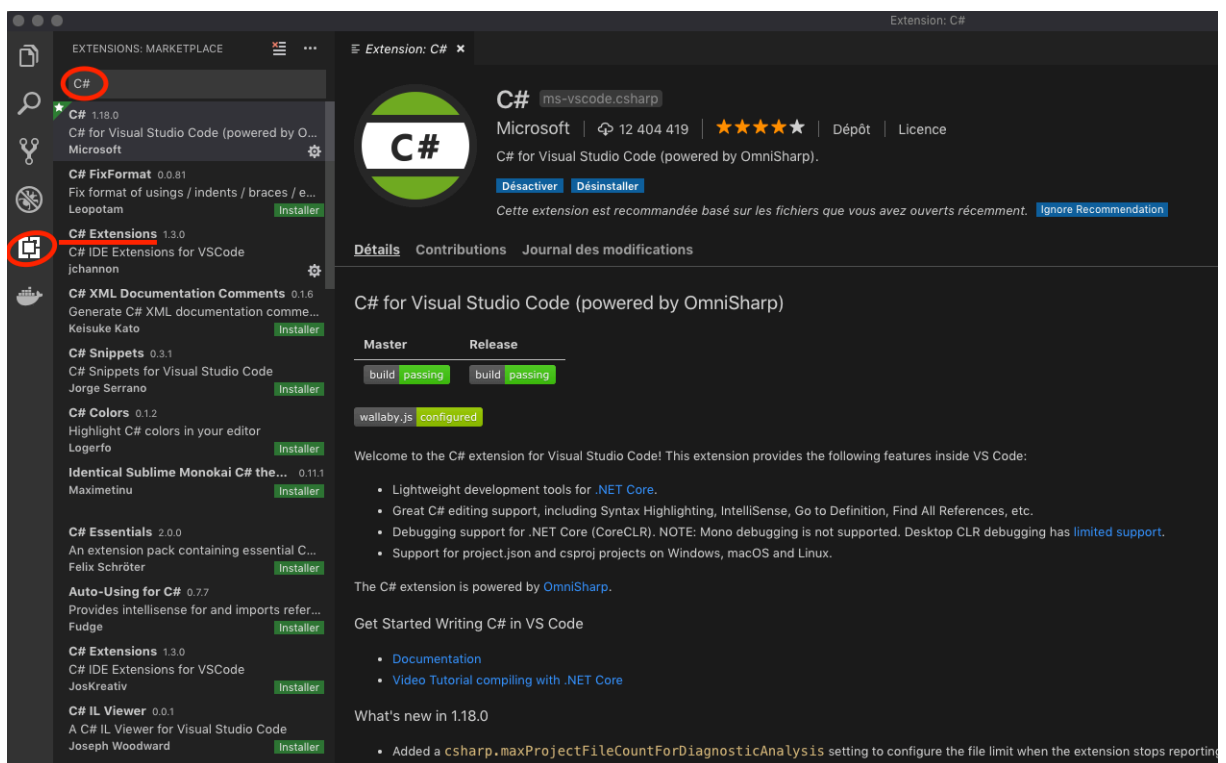 Extension: C#
EXTENSIONS: MARKETPLACE
C#
C# 1.18.0
C# for Visual Studio Code (powered by O...
Microsoft
C# FixFormat 0.0.81
Fix format of usings / indents / braces / e...
Leopotam Installer
C# Extensions 1.3.0
C# IDE Extensions for VSCode
jchannon
C# XML Documentation Comments 0.1.6
Generate C# XML documentation comme...
Keisuke Kato Installer
C# Snippets 0.3.1
C# Snippets for Visual Studio Code
Jorge Serrano Installer
C# Colors 0.1.2
Highlight C# colors in your editor
Logerfo Installer
Identical Sublime Monokai C# the... 0.11.1
Maximetinu Installer
C# Essentials 2.0.0
An extension pack containing essential C...
Felix Schröter Installer
Auto-Using for C# 0.7.7
Provides intellisense for and imports refer...
Fudge Installer
C# Extensions 1.3.0
C# IDE Extensions for VSCode
JosKreativ Installer
C# IL Viewer 0.0.1
A C# IL Viewer for Visual Studio Code
Joseph Woodward Installer
Extension: C#
C#
C# ms-vscode.csharp
Microsoft 12 404 419 Dépôt Licence
C# for Visual Studio Code (powered by OmniSharp).
Désactiver Désinstaller
Cette extension est recommandée basé sur les fichiers que vous avez ouverts récemment. Ignore Recommendation
Détails Contributions Journal des modifications
C# for Visual Studio Code (powered by OmniSharp)
Master Release
build passing build passing
wallaby.js configured
Welcome to the C# extension for Visual Studio Code! This extension provides the following features inside VS Code:
• Lightweight development tools for .NET Core.
• Great C# editing support, including Syntax Highlighting, IntelliSense, Go to Definition, Find All References, etc.
• Debugging support for .NET Core (CoreCLR). NOTE: Mono debugging is not supported. Desktop CLR debugging has limited support.
• Support for project.json and csproj projects on Windows, macOS and Linux.
The C# extension is powered by OmniSharp.
Get Started Writing C# in VS Code
• Documentation
• Video Tutorial compiling with .NET Core
What's new in 1.18.0
• Added a csharp.maxProjectFileCountForDiagnosticAnalysis setting to configure the file limit when the extension stops reporting